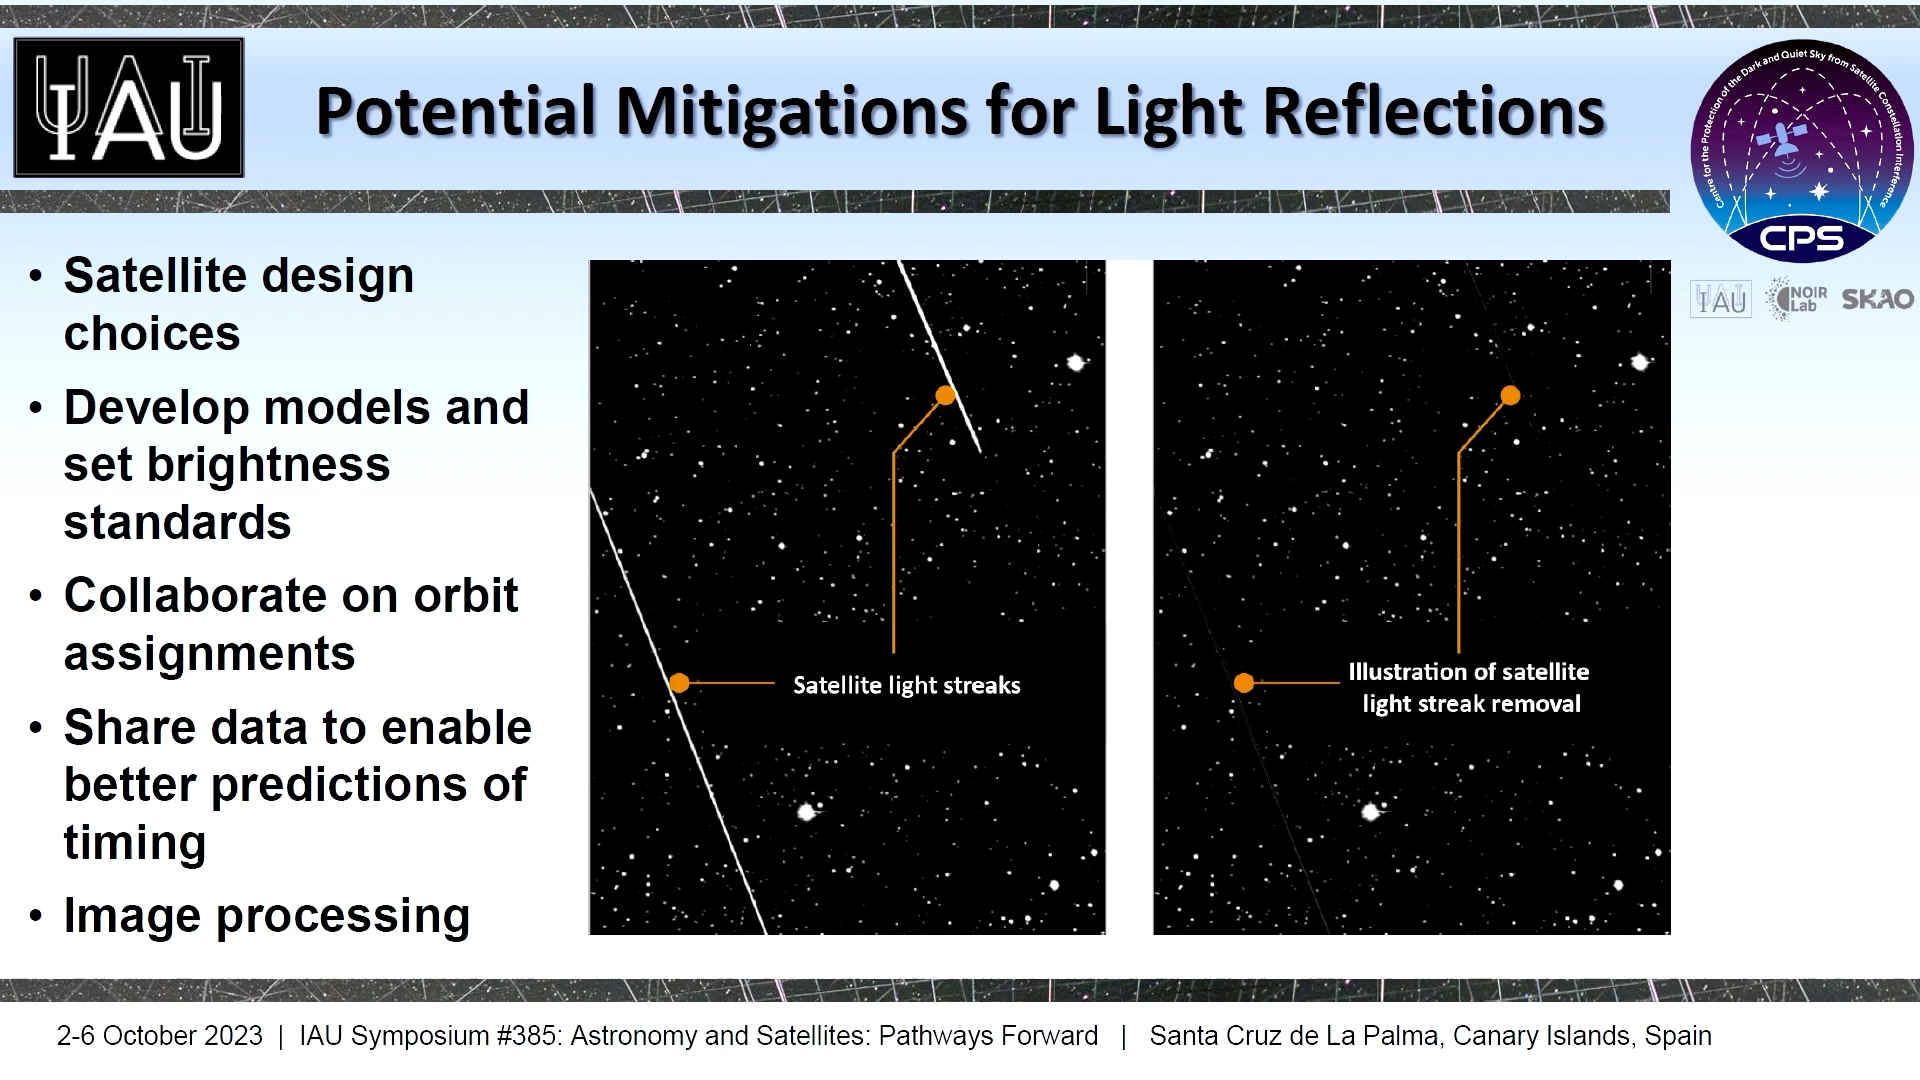 IAU
Potential Mitigations for Light Reflections
Centre for the Protection of the Dark and Quiet Sky from Satellite Constellation Interference
CPS
IAU
NOIR
Lab
SKAO
• Satellite design
choices
• Develop models and
set brightness
standards
• Collaborate on orbit
assignments
• Share data to enable
better predictions of
timing
• Image processing
Satellite light streaks
Illustration of satellite
light streak removal
2-6 October 2023 | IAU Symposium #385: Astronomy and Satellites: Pathways Forward | Santa Cruz de La Palma, Canary Islands, Spain